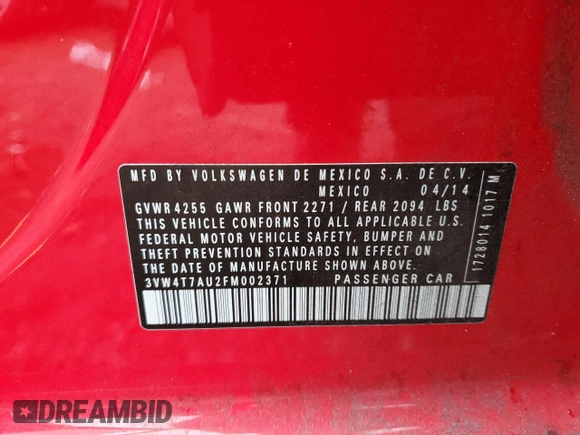 MFD BY VOLKSWAGEN DE MEXICO S.A. DE C.V.
MEXICO 04/14
GVWR 4255 GAWR FRONT 2271 / REAR 2094 LBS
THIS VEHICLE CONFORMS TO ALL APPLICABLE U.S.
FEDERAL MOTOR VEHICLE SAFETY, BUMPER AND
THEFT PREVENTION STANDARDS IN EFFECT ON
THE DATE OF MANUFACTURE SHOWN ABOVE.
3VW4T7AU2FM002371 PASSENGER CAR
1728014 1017 M
DREAMBID